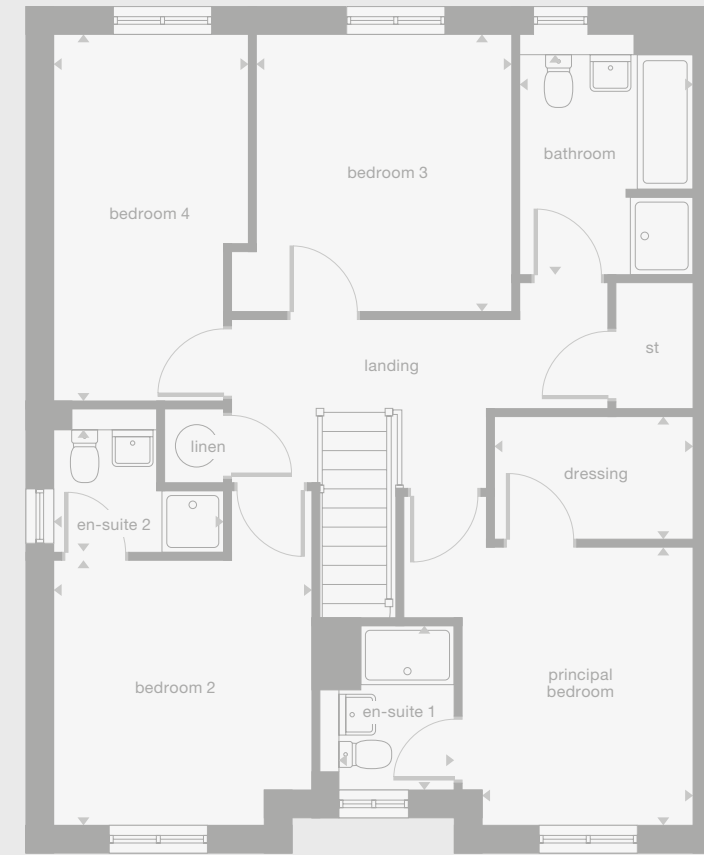 bathroom
bedroom 3
bedroom 4
st
landing
linen
dressing
en-suite 2
principal
bedroom
bedroom 2
en-suite 1